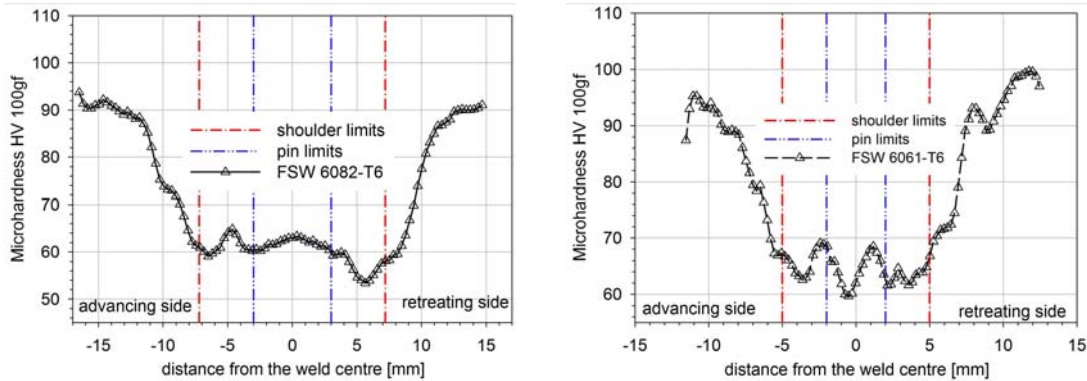 110
100
90
80
70
60
50
Microhardness HV 100gf
shoulder limits
pin limits
FSW 6082-T6
advancing side
retreating side
-15 -10 -5 0 5 10 15
distance from the weld centre [mm]
110
100
90
80
70
60
Microhardness HV 100gf
shoulder limits
pin limits
FSW 6061-T6
advancing side
retreating side
-15 -10 -5 0 5 10 15
distance from the weld centre [mm]